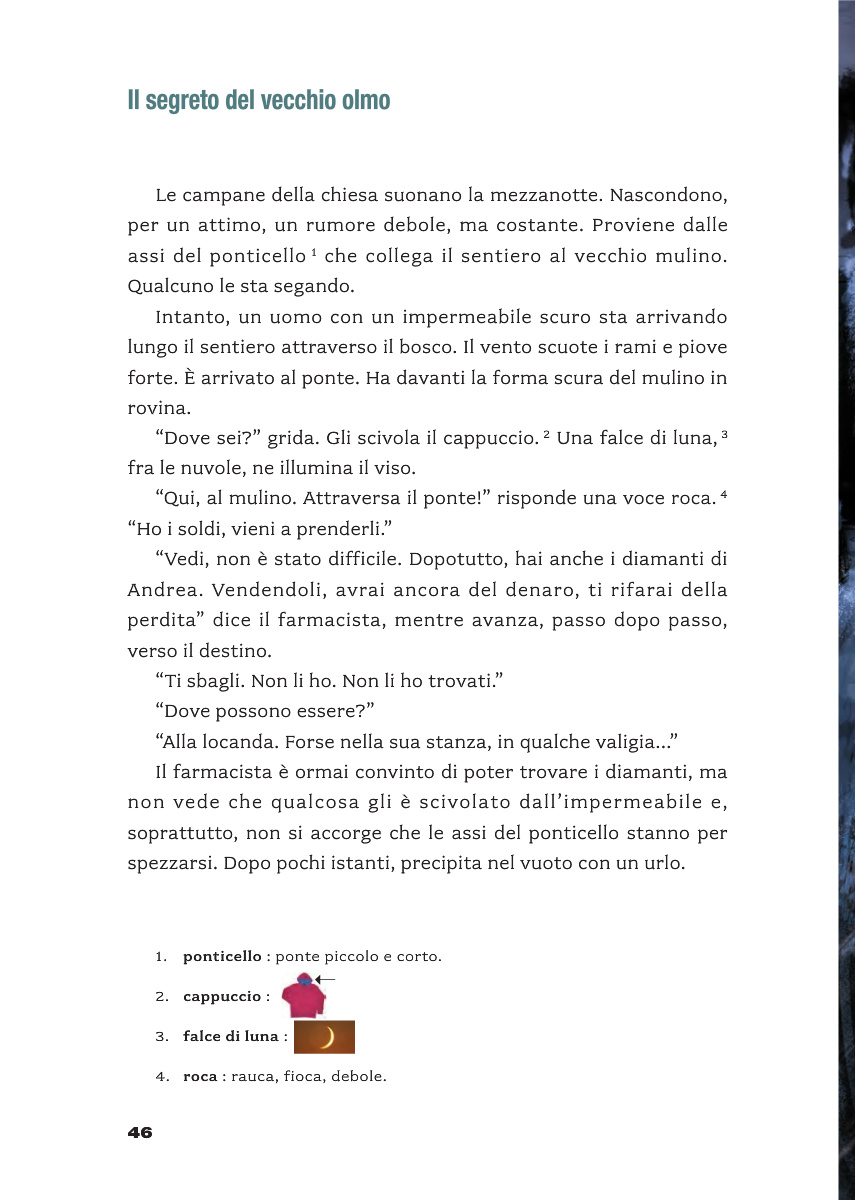 Il segreto del vecchio olmo
Le campane della chiesa suonano la mezzanotte. Nascondono,
per un attimo, un rumore debole, ma costante. Proviene dalle
assi del ponticello ¹ che collega il sentiero al vecchio mulino.
Qualcuno le sta segando.
Intanto, un uomo con un impermeabile scuro sta arrivando
lungo il sentiero attraverso il bosco. Il vento scuote i rami e piove
forte. È arrivato al ponte. Ha davanti la forma scura del mulino in
rovina.
“Dove sei?” grida. Gli scivola il cappuccio. ² Una falce di luna, ³
fra le nuvole, ne illumina il viso.
“Qui, al mulino. Attraversa il ponte!” risponde una voce roca. ⁴
“Ho i soldi, vieni a prenderli.”
“Vedi, non è stato difficile. Dopotutto, hai anche i diamanti di
Andrea. Vendendoli, avrai ancora del denaro, ti rifarai della
perdita” dice il farmacista, mentre avanza, passo dopo passo,
verso il destino.
“Ti sbagli. Non li ho. Non li ho trovati.”
“Dove possono essere?”
“Alla locanda. Forse nella sua stanza, in qualche valigia...”
Il farmacista è ormai convinto di poter trovare i diamanti, ma
non vede che qualcosa gli è scivolato dall’impermeabile e,
soprattutto, non si accorge che le assi del ponticello stanno per
spezzarsi. Dopo pochi istanti, precipita nel vuoto con un urlo.
1. ponticello : ponte piccolo e corto.
2. cappuccio :
3. falce di luna :
4. roca : rauca, fioca, debole.
46